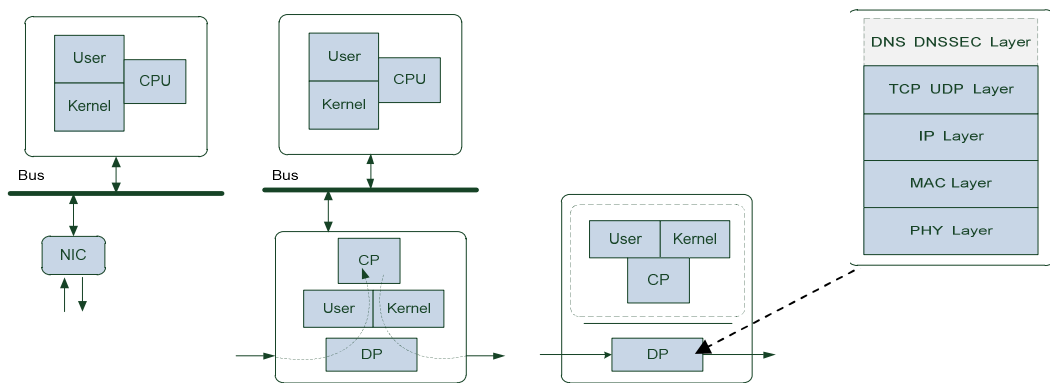 User
CPU
Kernel
Bus
NIC
User
CPU
Kernel
Bus
CP
User Kernel
DP
User Kernel
CP
DP
DNS DNSSEC Layer
TCP UDP Layer
IP Layer
MAC Layer
PHY Layer